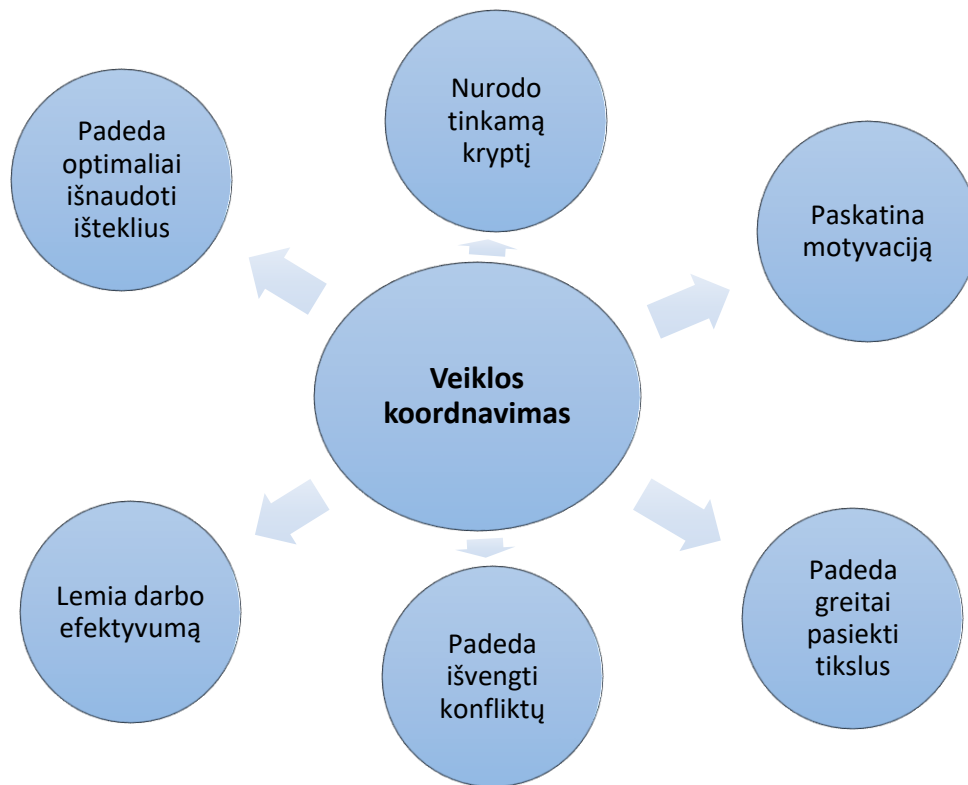 Nurodo
tinkamą
kryptį
Padeda
optimaliai
išnaudoti
išteklius
Paskatina
motyvaciją
Veiklos
koordnavimas
Lemia darbo
efektyvumą
Padeda
išvengti
konfliktų
Padeda
greitai
pasiekti
tikslus